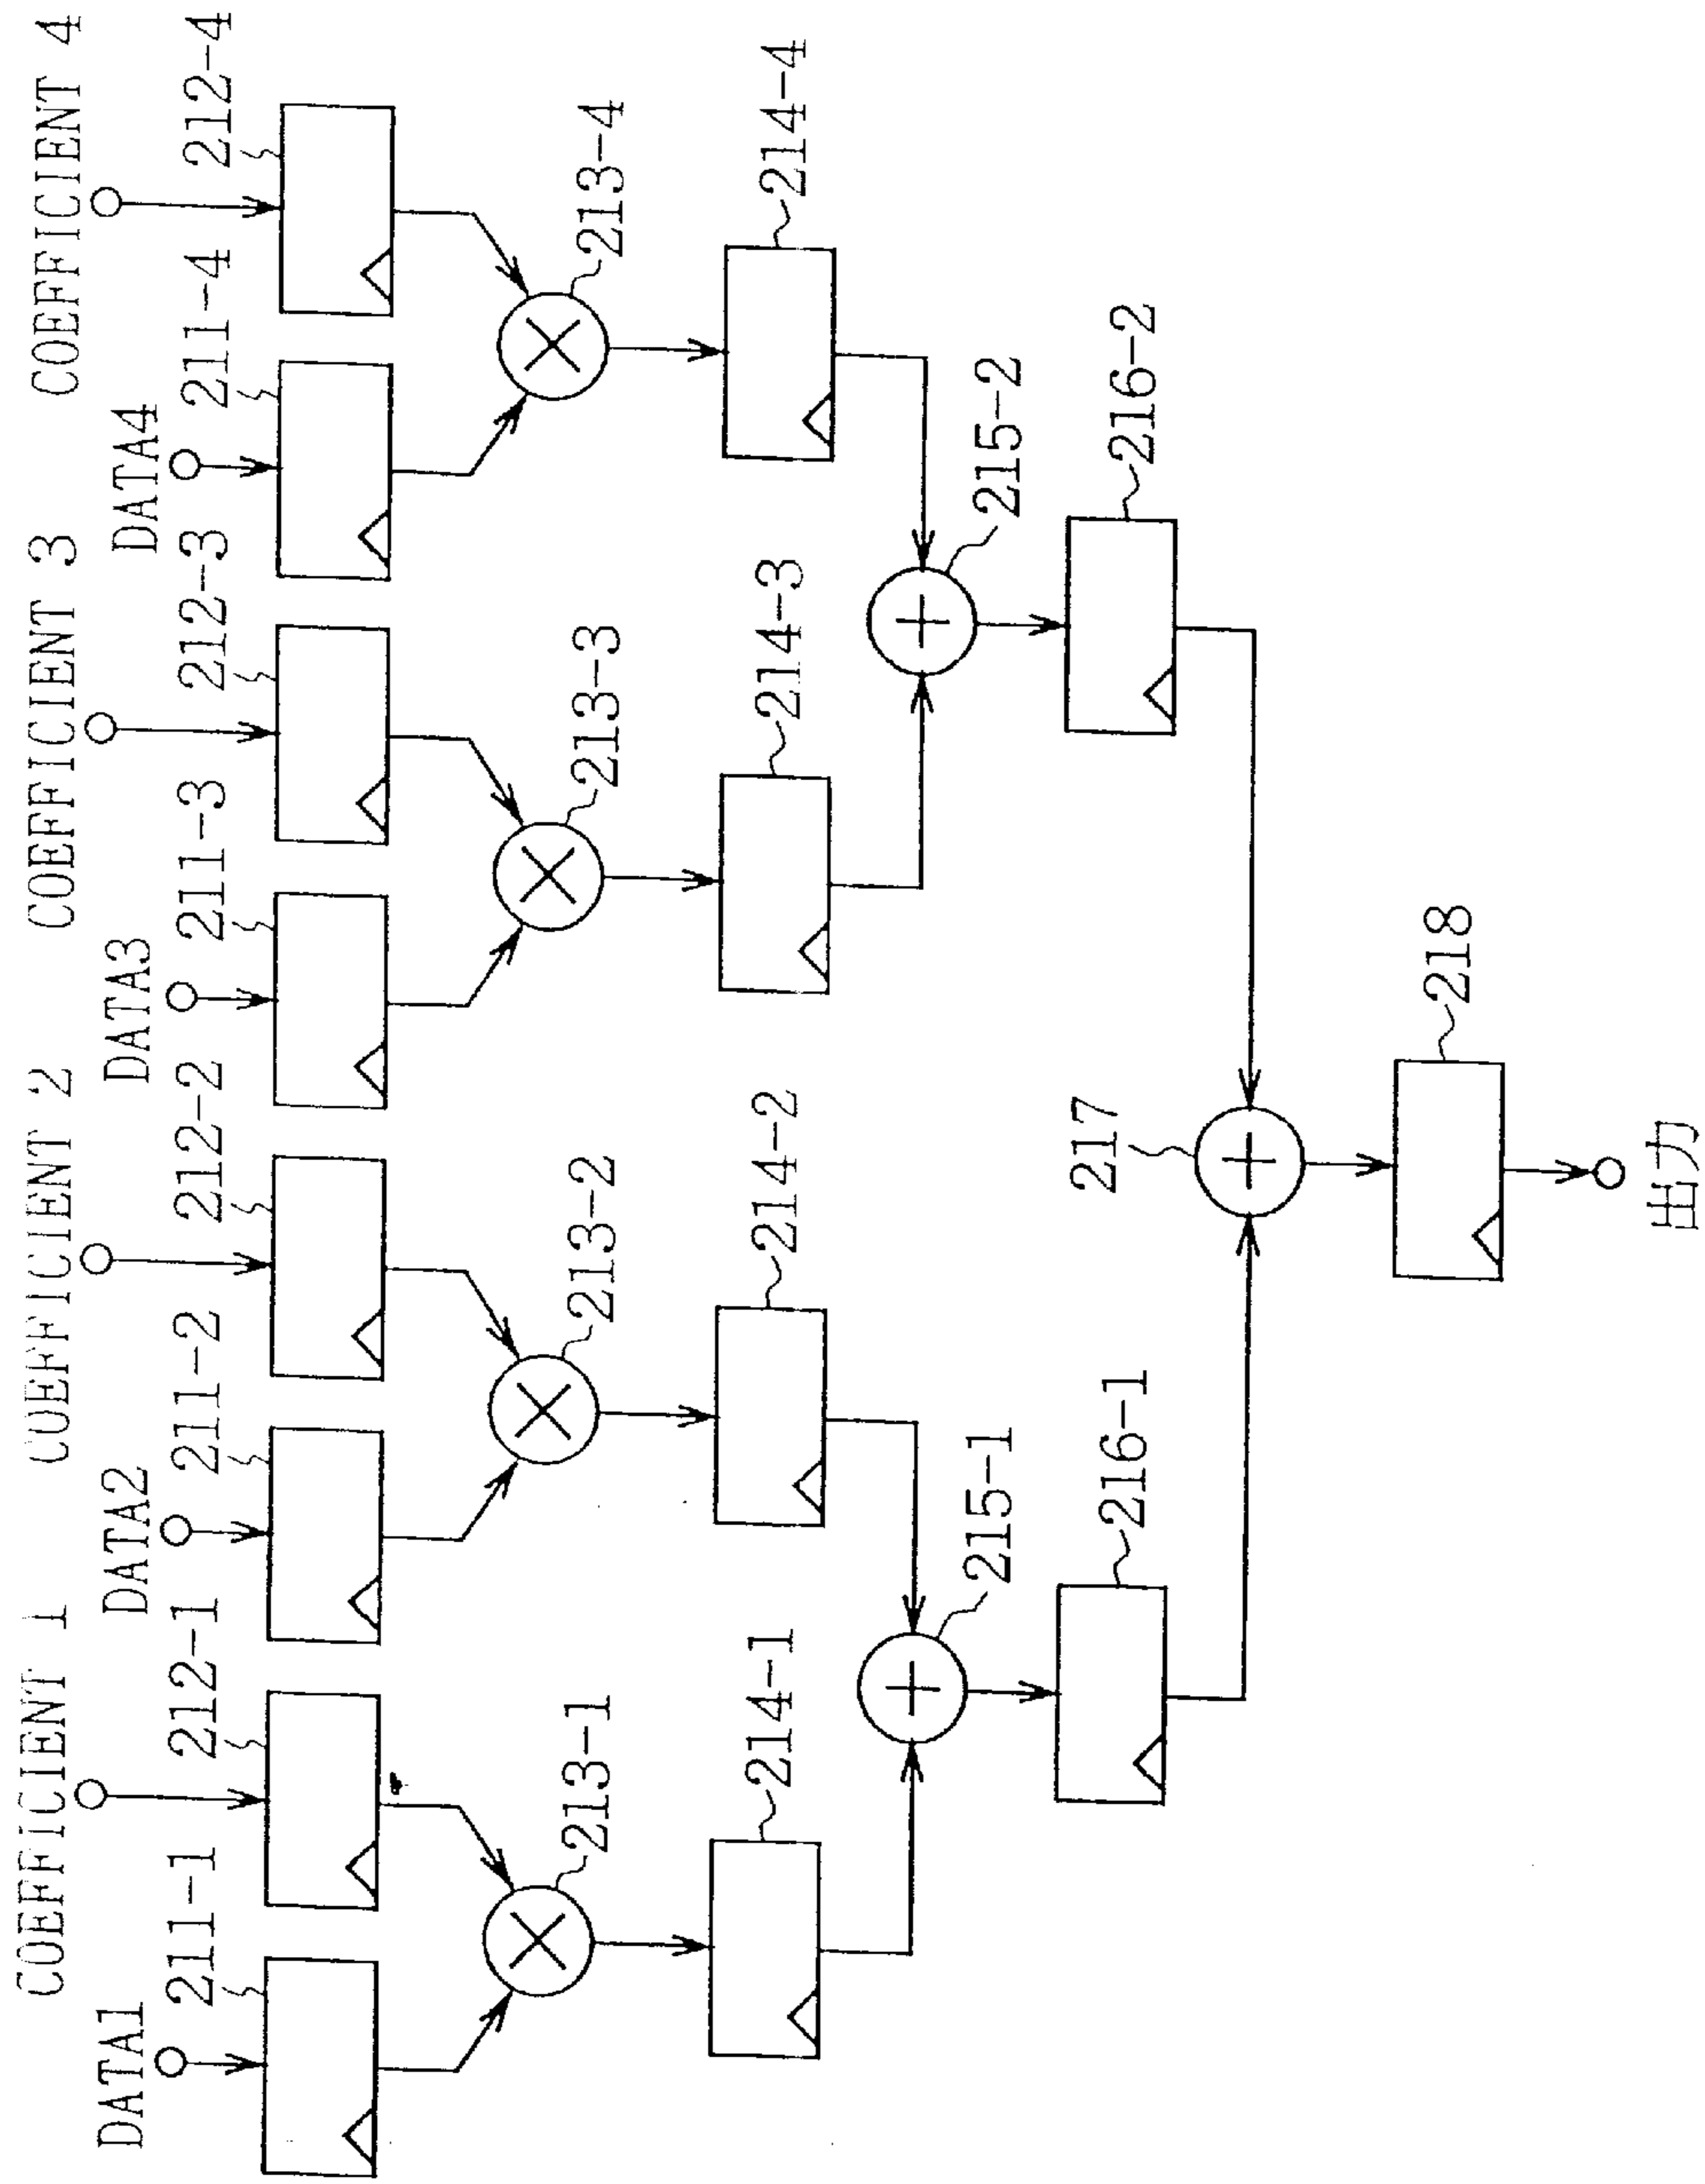 COEFFICIENT 1
COEFFICIENT 2
COEFFICIENT 3
COEFFICIENT 4
DATA1
DATA2
DATA3
DATA4
211-1
212-1
211-2
212-2
211-3
212-3
211-4
212-4
213-1
213-2
213-3
213-4
214-1
214-2
214-3
214-4
215-1
215-2
216-1
216-2
217
218
出力